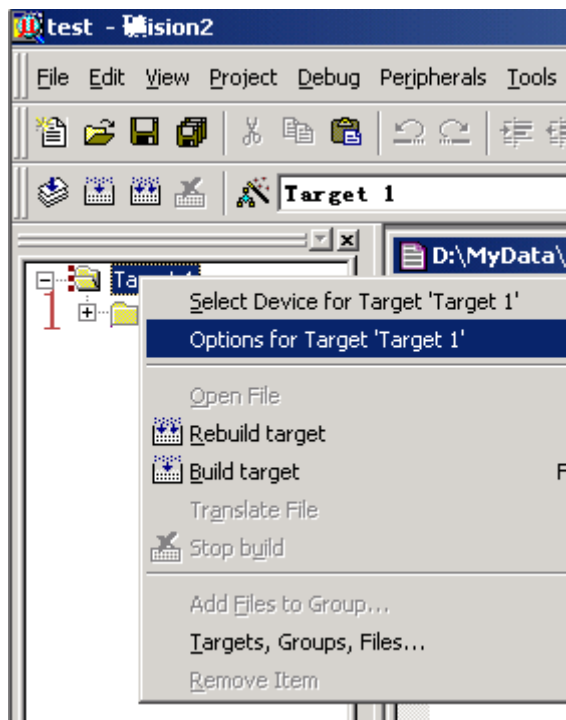 test - µVision2
File Edit View Project Debug Peripherals Tools
Target 1
D:\MyData\
1
Select Device for Target 'Target 1'
Options for Target 'Target 1'
Open File
Rebuild target
Build target F
Translate File
Stop build
Add Files to Group...
Targets, Groups, Files...
Remove Item